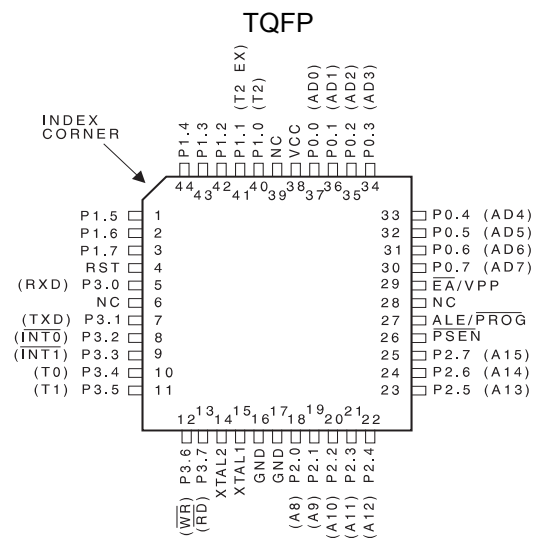 TQFP
INDEX
CORNER
P1.4
P1.3
P1.2
P1.1 (T2 EX)
P1.0 (T2)
NC
VCC
P0.0 (AD0)
P0.1 (AD1)
P0.2 (AD2)
P0.3 (AD3)
44
43
42
41
40
39
38
37
36
35
34
P1.5 1
P1.6 2
P1.7 3
RST 4
(RXD) P3.0 5
NC 6
(TXD) P3.1 7
(INT0) P3.2 8
(INT1) P3.3 9
(T0) P3.4 10
(T1) P3.5 11
33 P0.4 (AD4)
32 P0.5 (AD5)
31 P0.6 (AD6)
30 P0.7 (AD7)
29 EA/VPP
28 NC
27 ALE/PROG
26 PSEN
25 P2.7 (A15)
24 P2.6 (A14)
23 P2.5 (A13)
12
13
14
15
16
17
18
19
20
21
22
(WR) P3.6
(RD) P3.7
XTAL2
XTAL1
GND
GND
(A8) P2.0
(A9) P2.1
(A10) P2.2
(A11) P2.3
(A12) P2.4